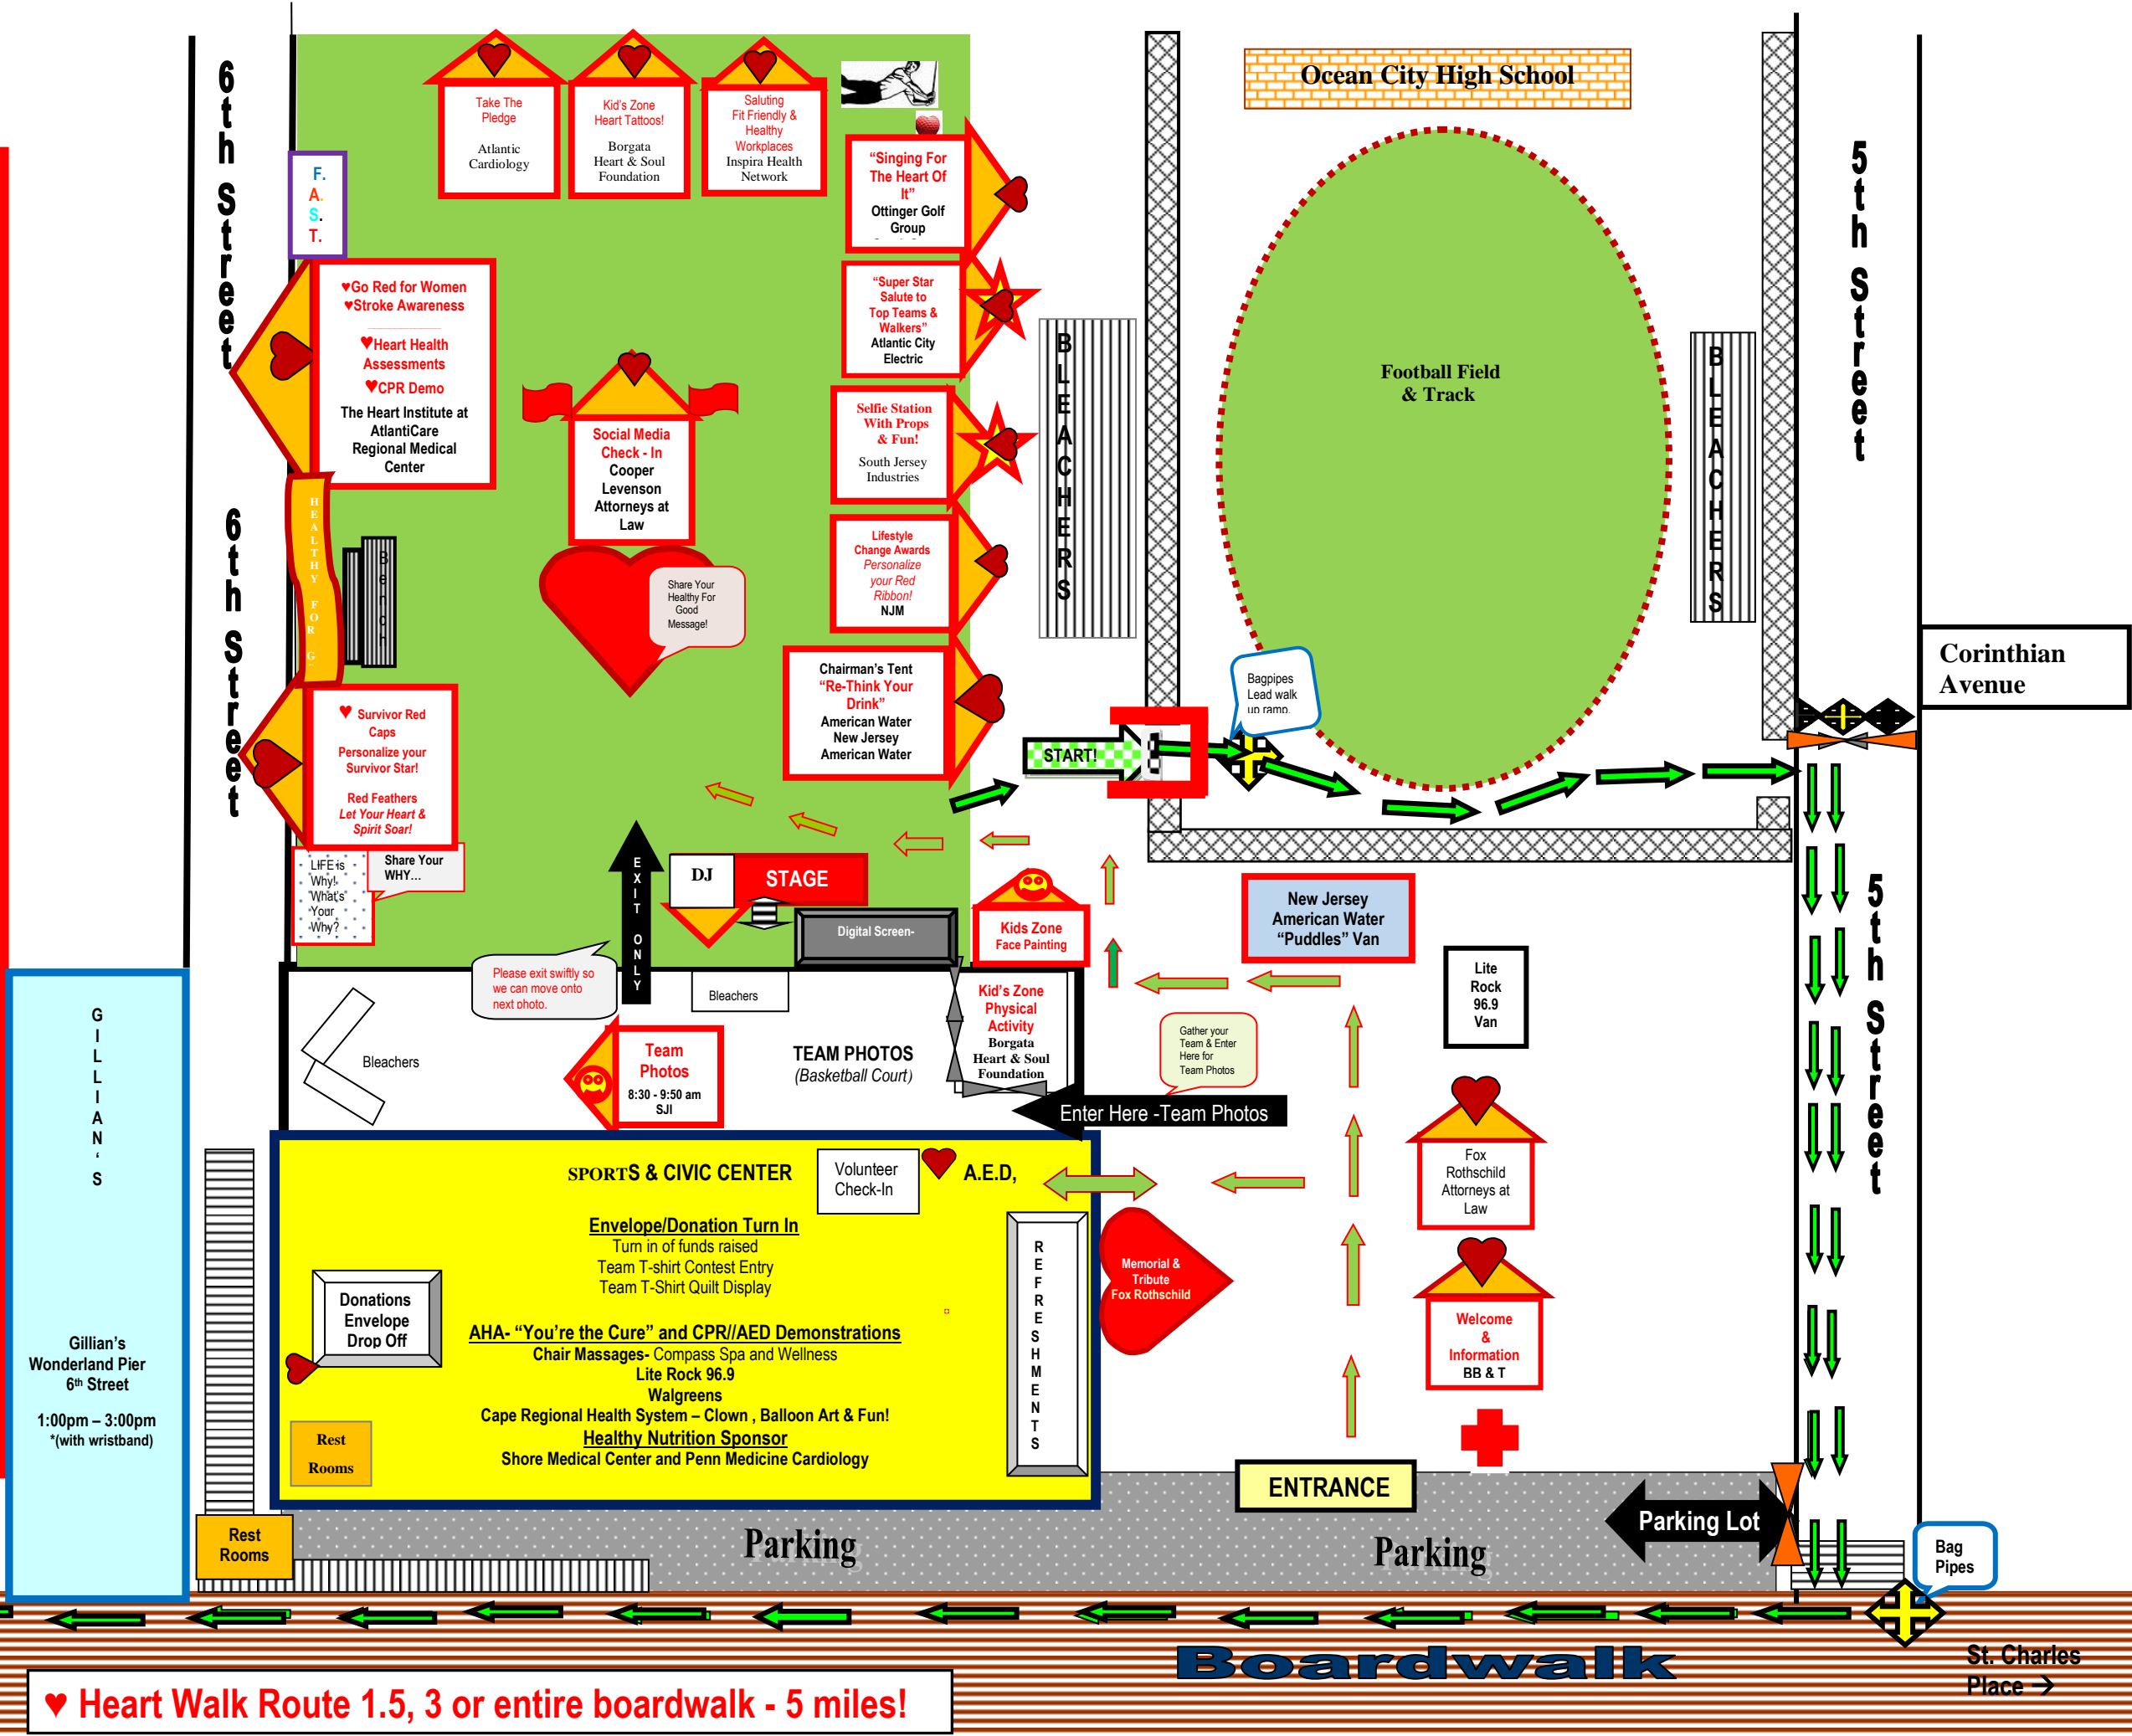 6th Street
F.
A.
S.
T.
Take The
Pledge
Atlantic
Cardiology
Kid's Zone
Heart Tattoos!
Borgata
Heart & Soul
Foundation
Saluting
Fit Friendly &
Healthy
Workplaces
Inspira Health
Network
“Singing For
The Heart Of
It”
Ottinger Golf
Group
Ocean City High School
5th Street
♥Go Red for Women
♥Stroke Awareness
♥Heart Health
Assessments
♥CPR Demo
The Heart Institute at
AtlantiCare
Regional Medical
Center
“Super Star
Salute to
Top Teams &
Walkers”
Atlantic City
Electric
Social Media
Check - In
Cooper
Levenson
Attorneys at
Law
Selfie Station
With Props
& Fun!
South Jersey
Industries
BLEACHERS
Football Field
& Track
BLEACHERS
6th Street
HEALTHY FOR G
Bench
Share Your
Healthy For
Good
Message!
Lifestyle
Change Awards
Personalize
your Red
Ribbon!
NJM
Chairman's Tent
“Re-Think Your
Drink”
American Water
New Jersey
American Water
Bagpipes
Lead walk
up ramp.
Corinthian
Avenue
♥ Survivor Red
Caps
Personalize your
Survivor Star!
Red Feathers
Let Your Heart &
Spirit Soar!
START!
LIFE is
Why!
What's
Your
Why?
Share Your
WHY…
EXIT ONLY
DJ
STAGE
Digital Screen-
Kids Zone
Face Painting
New Jersey
American Water
“Puddles” Van
5th Street
Please exit swiftly so
we can move onto
next photo.
Bleachers
Bleachers
Team
Photos
8:30 - 9:50 am
SJI
TEAM PHOTOS
(Basketball Court)
Kid's Zone
Physical
Activity
Borgata
Heart & Soul
Foundation
Gather your
Team & Enter
Here for
Team Photos
Enter Here -Team Photos
Lite
Rock
96.9
Van
Fox
Rothschild
Attorneys at
Law
GILLIAN‘S
Gillian's
Wonderland Pier
6th Street
1:00pm – 3:00pm
*(with wristband)
SPORTS & CIVIC CENTER
Volunteer
Check-In
A.E.D,
Envelope/Donation Turn In
Turn in of funds raised
Team T-shirt Contest Entry
Team T-Shirt Quilt Display
Donations
Envelope
Drop Off
AHA- “You're the Cure” and CPR//AED Demonstrations
Chair Massages- Compass Spa and Wellness
Lite Rock 96.9
Walgreens
Cape Regional Health System – Clown , Balloon Art & Fun!
Healthy Nutrition Sponsor
Shore Medical Center and Penn Medicine Cardiology
REFRESHMENTS
Memorial &
Tribute
Fox Rothschild
Welcome
&
Information
BB & T
Rest
Rooms
Rest
Rooms
ENTRANCE
Parking
Parking
Parking Lot
Bag
Pipes
Boardwalk
St. Charles
Place →
♥ Heart Walk Route 1.5, 3 or entire boardwalk - 5 miles!